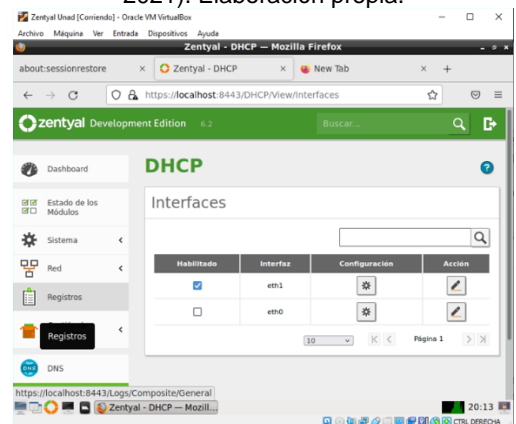 2021). Elaboración propia.
Zentyal Unad [Corriendo] - Oracle VM VirtualBox
Archivo Máquina Ver Entrada Dispositivos Ayuda
Zentyal - DHCP — Mozilla Firefox
about:sessionrestore
Zentyal - DHCP
New Tab
https://localhost:8443/DHCP/View/Interfaces
zentyal Development Edition 6.2
Buscar...
Dashboard
DHCP
Estado de los
Módulos
Interfaces
Sistema
Red
Habilitado Interfaz Configuración Acción
eth1
Registros
eth0
Registros
10
Página 1
DNS
https://localhost:8443/Logs/Composite/General
Zentyal - DHCP — Mozill...
20:13
CTRL DERECHA